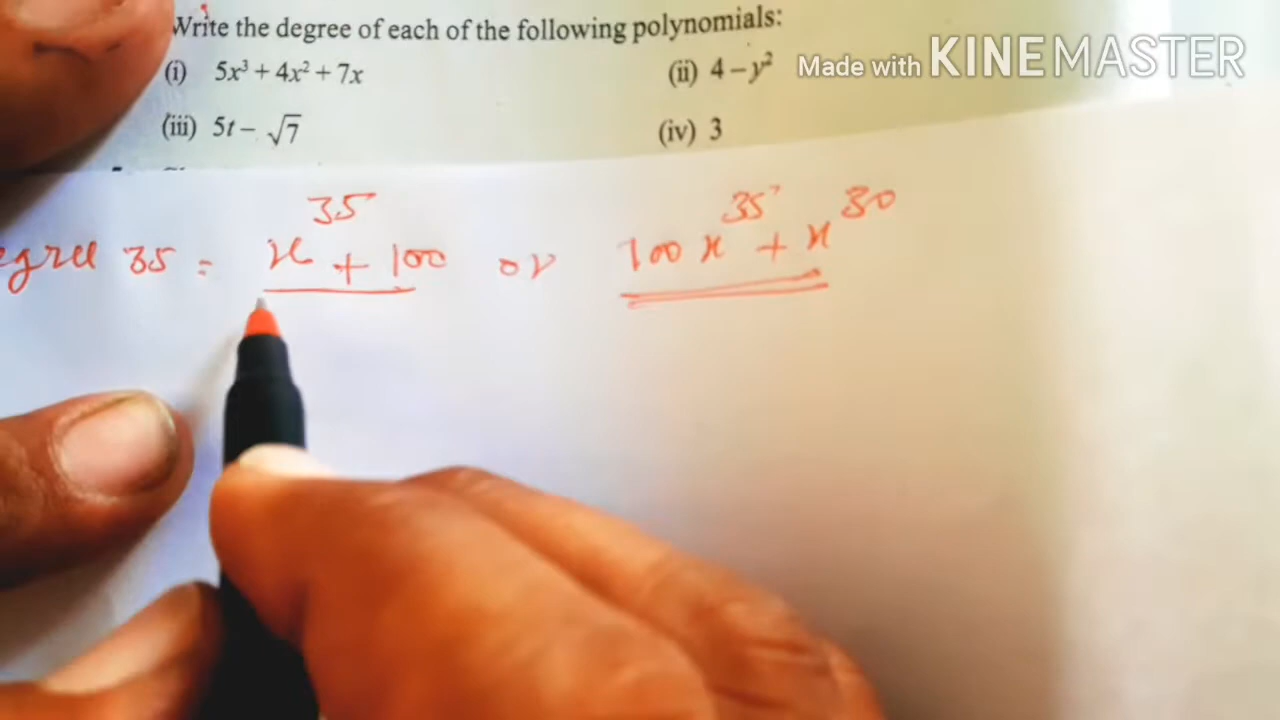 Write the degree of each of the following polynomials:
(i) 5x³ + 4x² + 7x (ii) 4 – y²
Made with KINEMASTER
(iii) 5t – √7 (iv) 3
egree 35 = x³⁵ + 100 or 100x³⁵ + x³⁰